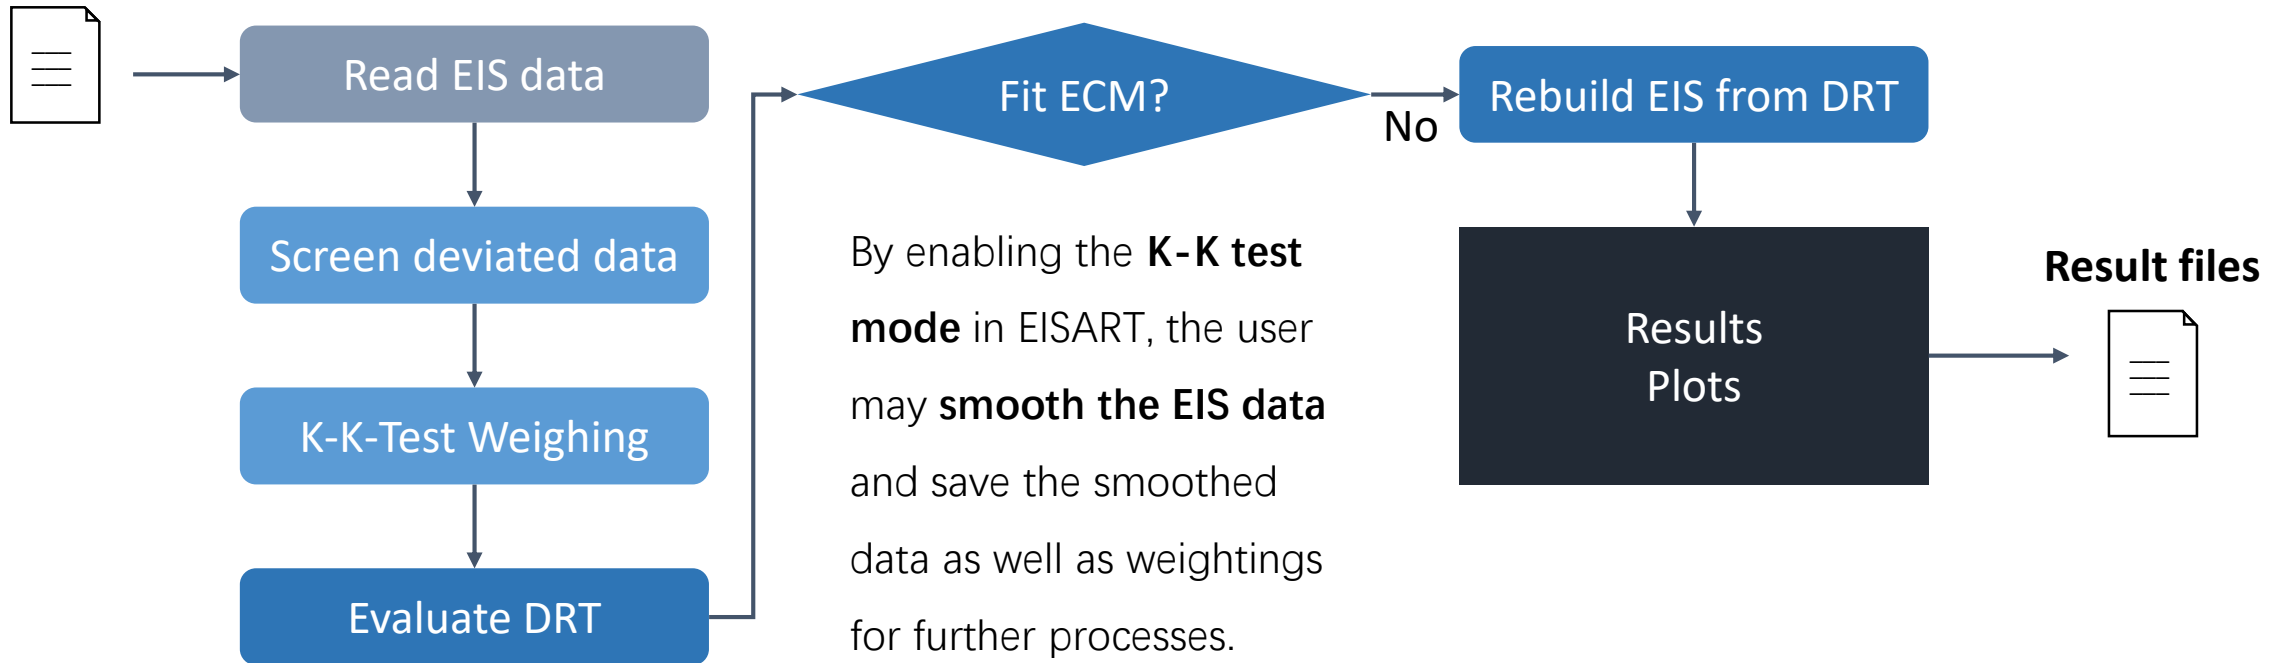 Read EIS data
Screen deviated data
K-K-Test Weighing
Evaluate DRT
Fit ECM?
No
Rebuild EIS from DRT
Results
Plots
Result files
By enabling the K-K test
mode in EISART, the user
may smooth the EIS data
and save the smoothed
data as well as weightings
for further processes.